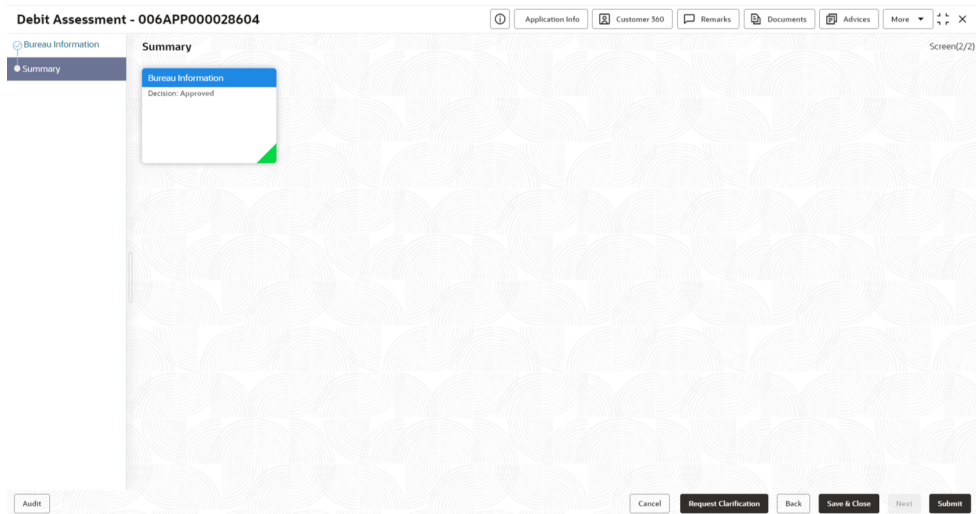 Debit Assessment - 006APP000028604
Application Info
Customer 360
Remarks
Documents
Advices
More
Bureau Information
Summary
Summary
Screen(2/2)
Bureau Information
Decision: Approved
Audit
Cancel
Request Clarification
Back
Save & Close
Next
Submit